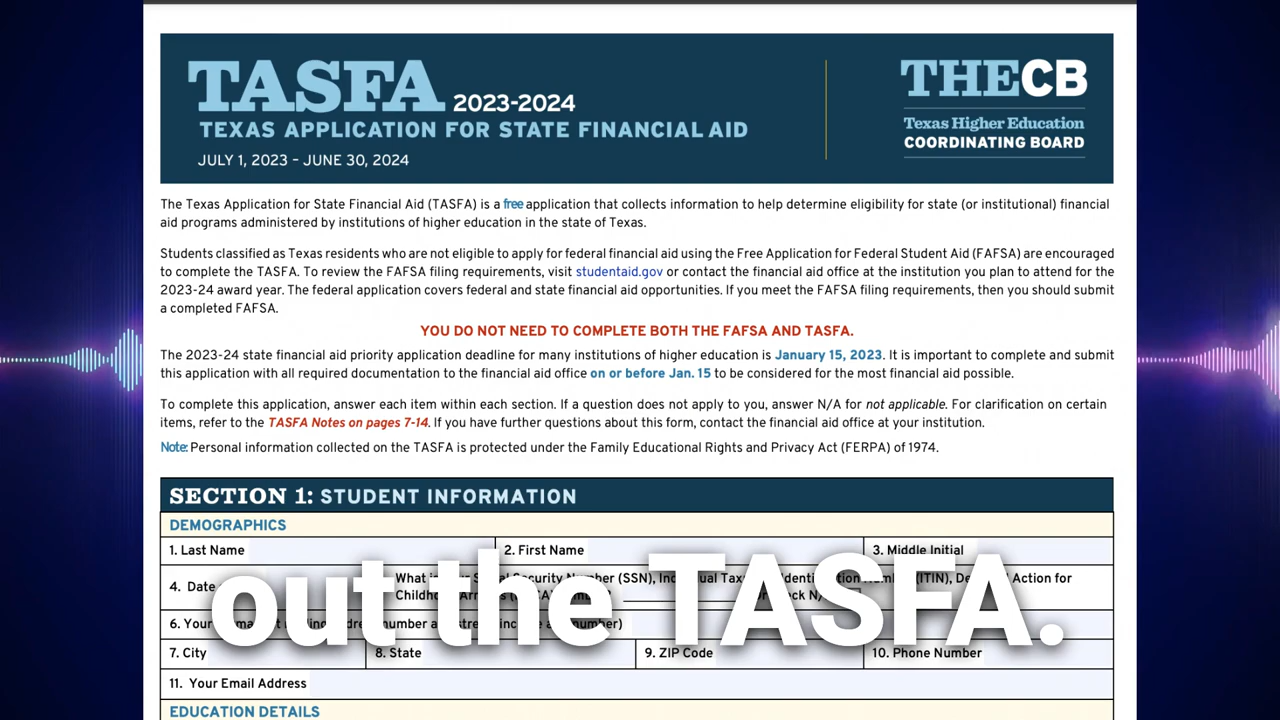 TASFA 2023-2024
TEXAS APPLICATION FOR STATE FINANCIAL AID
JULY 1, 2023 – JUNE 30, 2024
THECB
Texas Higher Education
COORDINATING BOARD
The Texas Application for State Financial Aid (TASFA) is a free application that collects information to help determine eligibility for state (or institutional) financial
aid programs administered by institutions of higher education in the state of Texas.
Students classified as Texas residents who are not eligible to apply for federal financial aid using the Free Application for Federal Student Aid (FAFSA) are encouraged
to complete the TASFA. To review the FAFSA filing requirements, visit studentaid.gov or contact the financial aid office at the institution you plan to attend for the
2023-24 award year. The federal application covers federal and state financial aid opportunities. If you meet the FAFSA filing requirements, then you should submit
a completed FAFSA.
YOU DO NOT NEED TO COMPLETE BOTH THE FAFSA AND TASFA.
The 2023-24 state financial aid priority application deadline for many institutions of higher education is January 15, 2023. It is important to complete and submit
this application with all required documentation to the financial aid office on or before Jan. 15 to be considered for the most financial aid possible.
To complete this application, answer each item within each section. If a question does not apply to you, answer N/A for not applicable. For clarification on certain
items, refer to the TASFA Notes on pages 7-14. If you have further questions about this form, contact the financial aid office at your institution.
Note: Personal information collected on the TASFA is protected under the Family Educational Rights and Privacy Act (FERPA) of 1974.
SECTION 1: STUDENT INFORMATION
DEMOGRAPHICS
1. Last Name
2. First Name
3. Middle Initial
4. Date
What Security Number (SSN), Action for
out the TASFA.
6. Your number)
7. City
8. State
9. ZIP Code
10. Phone Number
11. Your Email Address
EDUCATION DETAILS